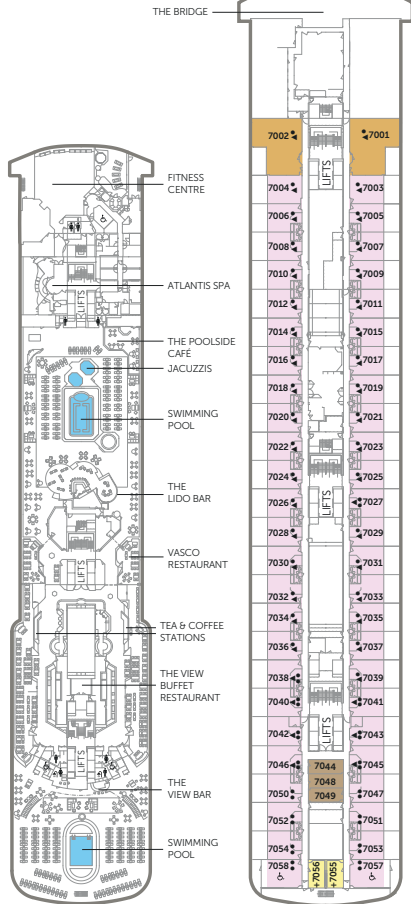 THE BRIDGE
FITNESS
CENTRE
ATLANTIS SPA
THE POOLSIDE
CAFÉ
JACUZZIS
SWIMMING
POOL
THE
LIDO BAR
VASCO
RESTAURANT
TEA & COFFEE
STATIONS
THE VIEW
BUFFET
RESTAURANT
THE
VIEW BAR
SWIMMING
POOL
LIFTS
LIFTS
LIFTS
7002 7001
LIFTS
7004 7003
7006 7005
7008 7007
7010 7009
7012 7011
7014 7015
7016 7017
7018 7019
7020 7021
7022 7023
7024 7025
7026 7027
LIFTS
7028 7029
7030 7031
7032 7033
7034 7035
7036 7037
7038 7039
7040 7041
7042 7043
LIFTS
7046 7044 7045
7048
7050 7049 7047
7052 7051
7054 7053
7058 +7056 +7055 7057